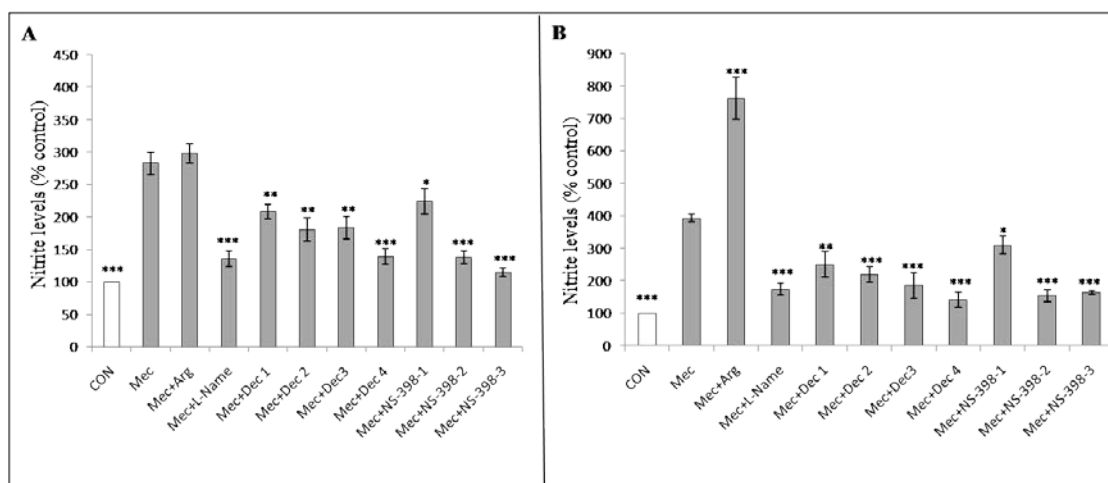 A
Nitrite levels (% control)
450
400
350
300
250
200
150
100
50
0
***
***
**
**
**
***
*
***
***
CON
Mec
Mec+Arg
Mec+L-Name
Mec+Dec 1
Mec+Dec 2
Mec+Dec3
Mec+Dec 4
Mec+NS-398-1
Mec+NS-398-2
Mec+NS-398-3
B
Nitrite levels (% control)
900
800
700
600
500
400
300
200
100
0
***
***
***
**
***
***
***
*
***
***
CON
Mec
Mec+Arg
Mec+L-Name
Mec+Dec 1
Mec+Dec 2
Mec+Dec3
Mec+Dec 4
Mec+NS-398-1
Mec+NS-398-2
Mec+NS-398-3